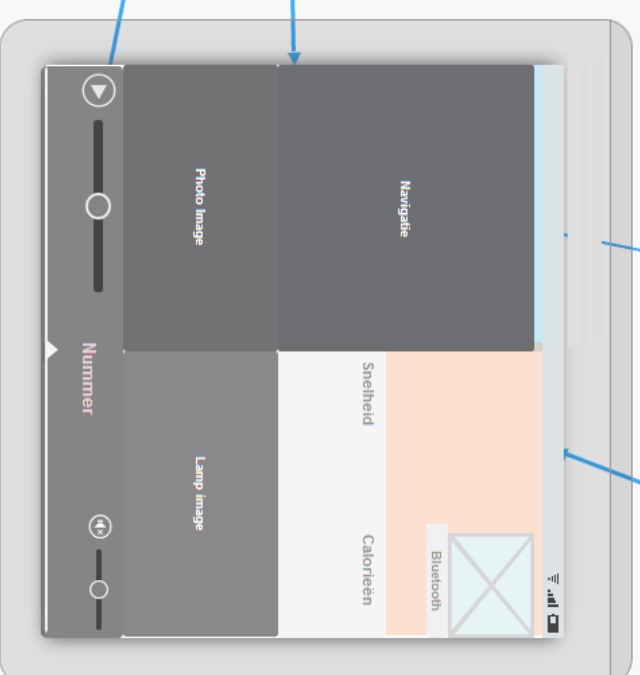 Navigatie
Bluetooth
Snelheid
Calorieën
Photo Image
Lamp image
Nummer